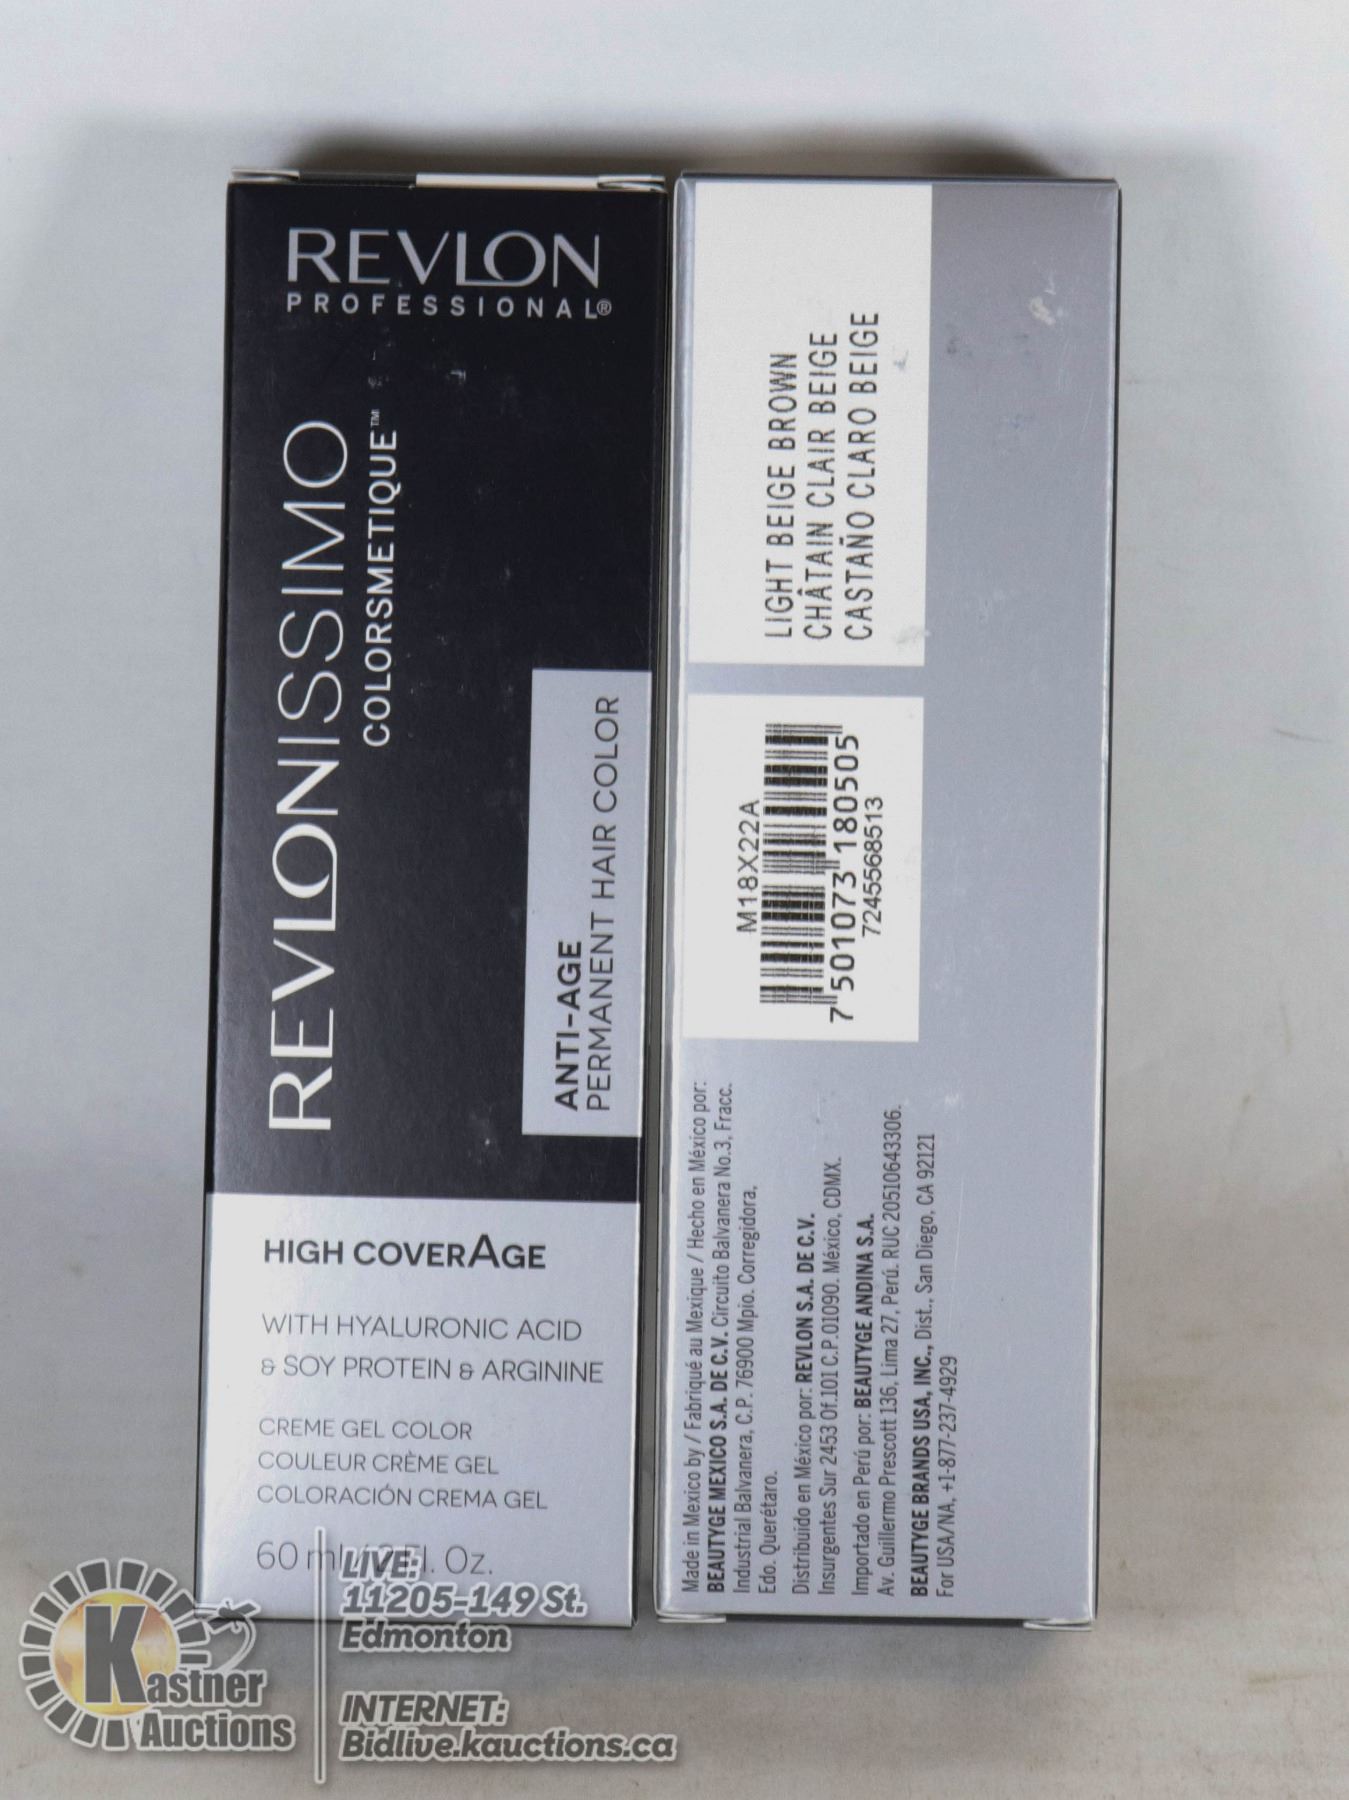 REVLON
PROFESSIONAL®
REVLONISSIMO
COLORSMETIQUE™
ANTI-AGE
PERMANENT HAIR COLOR
HIGH COVERAGE
WITH HYALURONIC ACID
& SOY PROTEIN & ARGININE
CREME GEL COLOR
COULEUR CRÈME GEL
COLORACIÓN CREMA GEL
60 ml Fl. Oz.
LIGHT BEIGE BROWN
CHÂTAIN CLAIR BEIGE
CASTAÑO CLARO BEIGE
M18X22A
7 501073 180505
7245568513
Made in Mexico by / Fabriqué au Mexique / Hecho en México por:
BEAUTYGE MEXICO S.A. DE C.V. Circuito Balvanera No.3, Fracc.
Industrial Balvanera, C.P. 76900 Mpio. Corregidora,
Edo. Querétaro.
Distribuido en México por: REVLON S.A. DE C.V.
Insurgentes Sur 2453 Of.101 C.P.01090. México, CDMX.
Importado en Perú por: BEAUTYGE ANDINA S.A.
Av. Guillermo Prescott 136, Lima 27, Perú. RUC 20510643306.
BEAUTYGE BRANDS USA, INC., Dist., San Diego, CA 92121
For USA/NA, +1-877-237-4929
Kastner
Auctions
LIVE:
11205-149 St.
Edmonton
INTERNET:
Bidlive.kauctions.ca